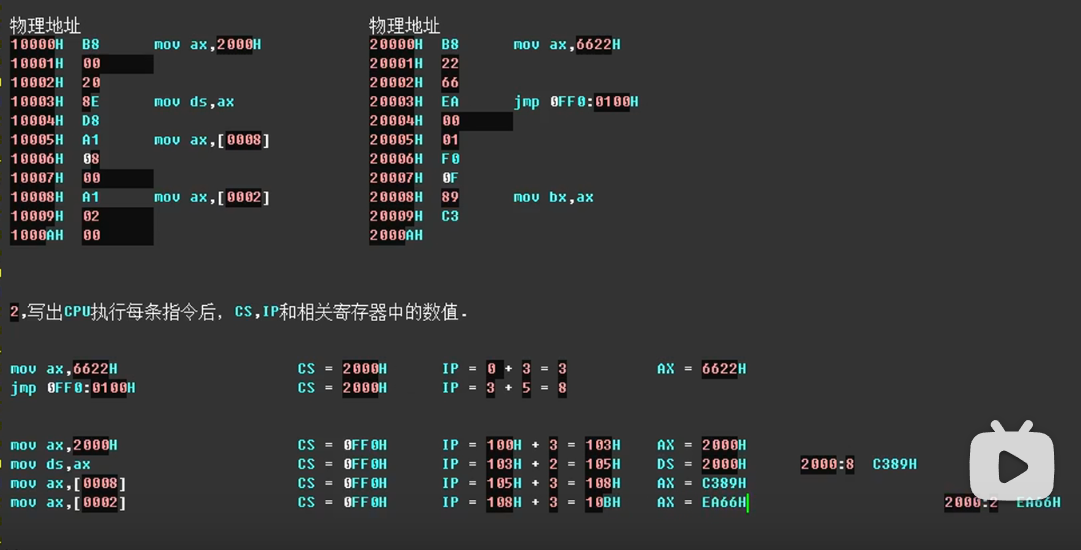 物理地址 物理地址
10000H B8 mov ax,2000H 20000H B8 mov ax,6622H
10001H 00 20001H 22
10002H 20 20002H 66
10003H 8E mov ds,ax 20003H EA jmp 0FF0:0100H
10004H D8 20004H 00
10005H A1 mov ax,[0008] 20005H 01
10006H 08 20006H F0
10007H 00 20007H 0F
10008H A1 mov ax,[0002] 20008H 89 mov bx,ax
10009H 02 20009H C3
1000AH 00 2000AH
2,写出CPU执行每条指令后，CS,IP和相关寄存器中的数值.
mov ax,6622H CS = 2000H IP = 0 + 3 = 3 AX = 6622H
jmp 0FF0:0100H CS = 2000H IP = 3 + 5 = 8
mov ax,2000H CS = 0FF0H IP = 100H + 3 = 103H AX = 2000H
mov ds,ax CS = 0FF0H IP = 103H + 2 = 105H DS = 2000H 2000:8 C389H
mov ax,[0008] CS = 0FF0H IP = 105H + 3 = 108H AX = C389H
mov ax,[0002] CS = 0FF0H IP = 108H + 3 = 10BH AX = EA66H 2000:2 EA66H